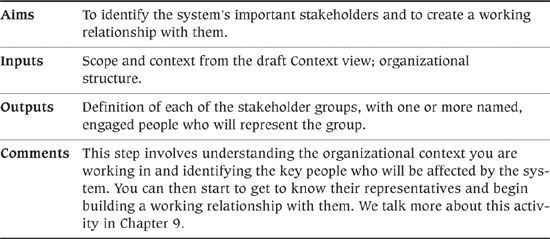 Aims To identify the system's important stakeholders and to create a working
relationship with them.
Inputs Scope and context from the draft Context view; organizational
structure.
Outputs Definition of each of the stakeholder groups, with one or more named,
engaged people who will represent the group.
Comments This step involves understanding the organizational context you are
working in and identifying the key people who will be affected by the sys-
tem. You can then start to get to know their representatives and begin
building a working relationship with them. We talk more about this activ-
ity in Chapter 9.